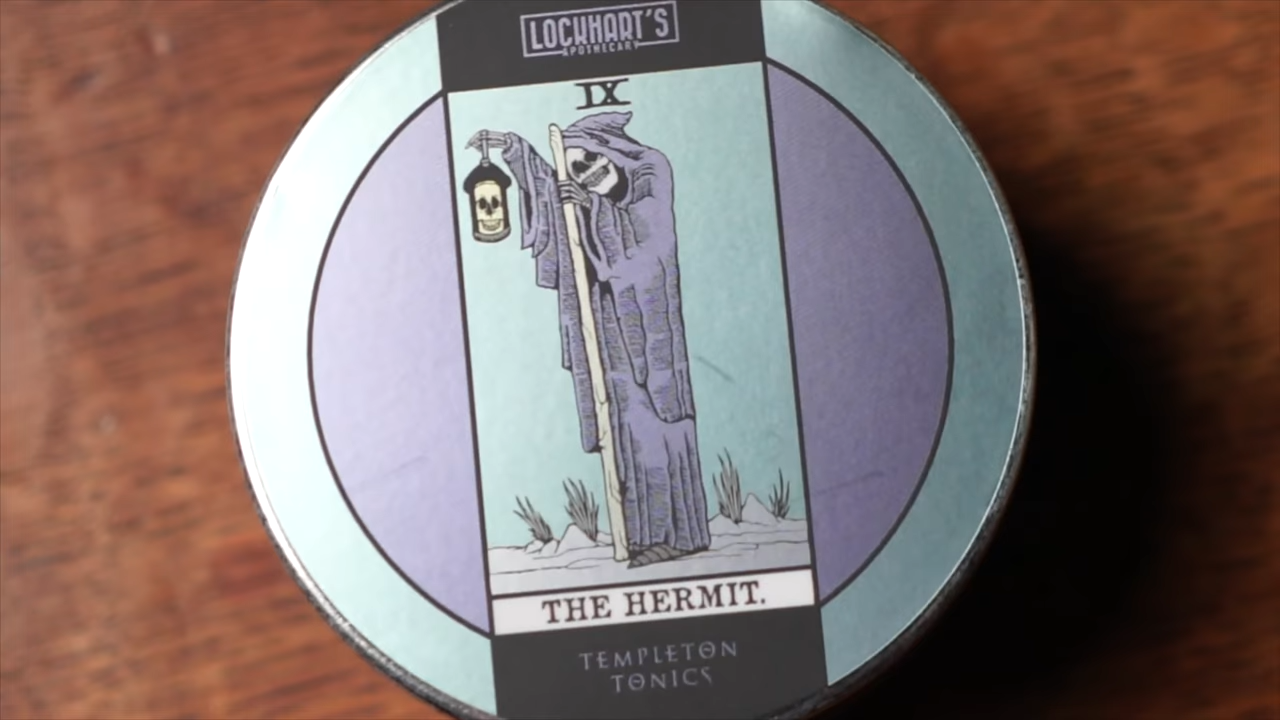 LOCKHART'S
APOTHECARY
IX
THE HERMIT.
TEMPLETON
TONICS